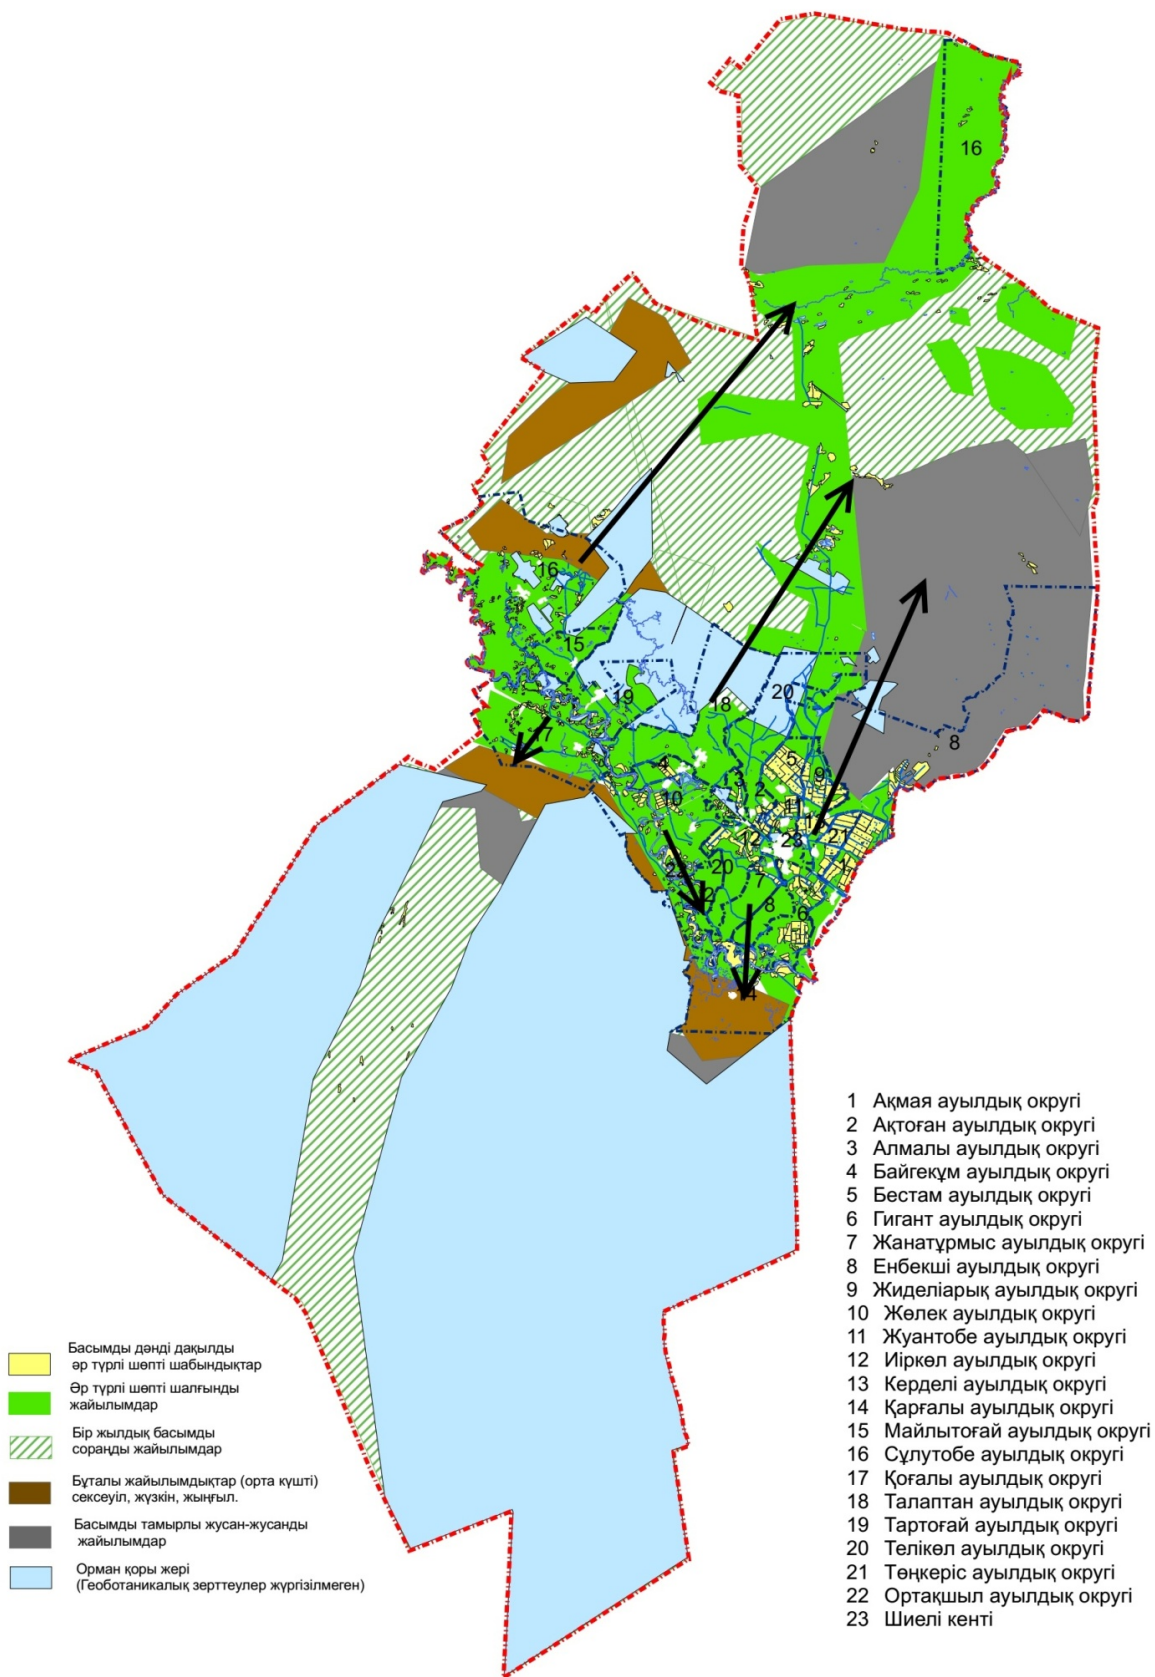 16
16
15
19
18
20
17
8
5
9
4
3
2
10
11
12
23
21
1
22
20
7
2
8
6
14
1 Ақмая ауылдық округі
2 Ақтоған ауылдық округі
3 Алмалы ауылдық округі
4 Байгекұм ауылдық округі
5 Бестам ауылдық округі
6 Гигант ауылдық округі
7 Жанатұрмыс ауылдық округі
8 Енбекші ауылдық округі
9 Жиделіарық ауылдық округі
10 Жөлек ауылдық округі
11 Жуантобе ауылдық округі
12 Иіркөл ауылдық округі
13 Керделі ауылдық округі
14 Қарғалы ауылдық округі
15 Майлытоғай ауылдық округі
16 Сұлутобе ауылдық округі
17 Қоғалы ауылдық округі
18 Талаптан ауылдық округі
19 Тартоғай ауылдық округі
20 Телікөл ауылдық округі
21 Төңкеріс ауылдық округі
22 Ортақшыл ауылдық округі
23 Шиелі кенті
Басымды дәнді дақылды
әр түрлі шөпті шабындықтар
Әр түрлі шөпті шалғынды
жайылымдар
Бір жылдық басымды
сораңды жайылымдар
Бұталы жайылымдықтар (орта күшті)
сексеуіл, жүзкін, жыңғыл.
Басымды тамырлы жусан-жусанды
жайылымдар
Орман қоры жері
(Геоботаникалық зерттеулер жүргізілмеген)